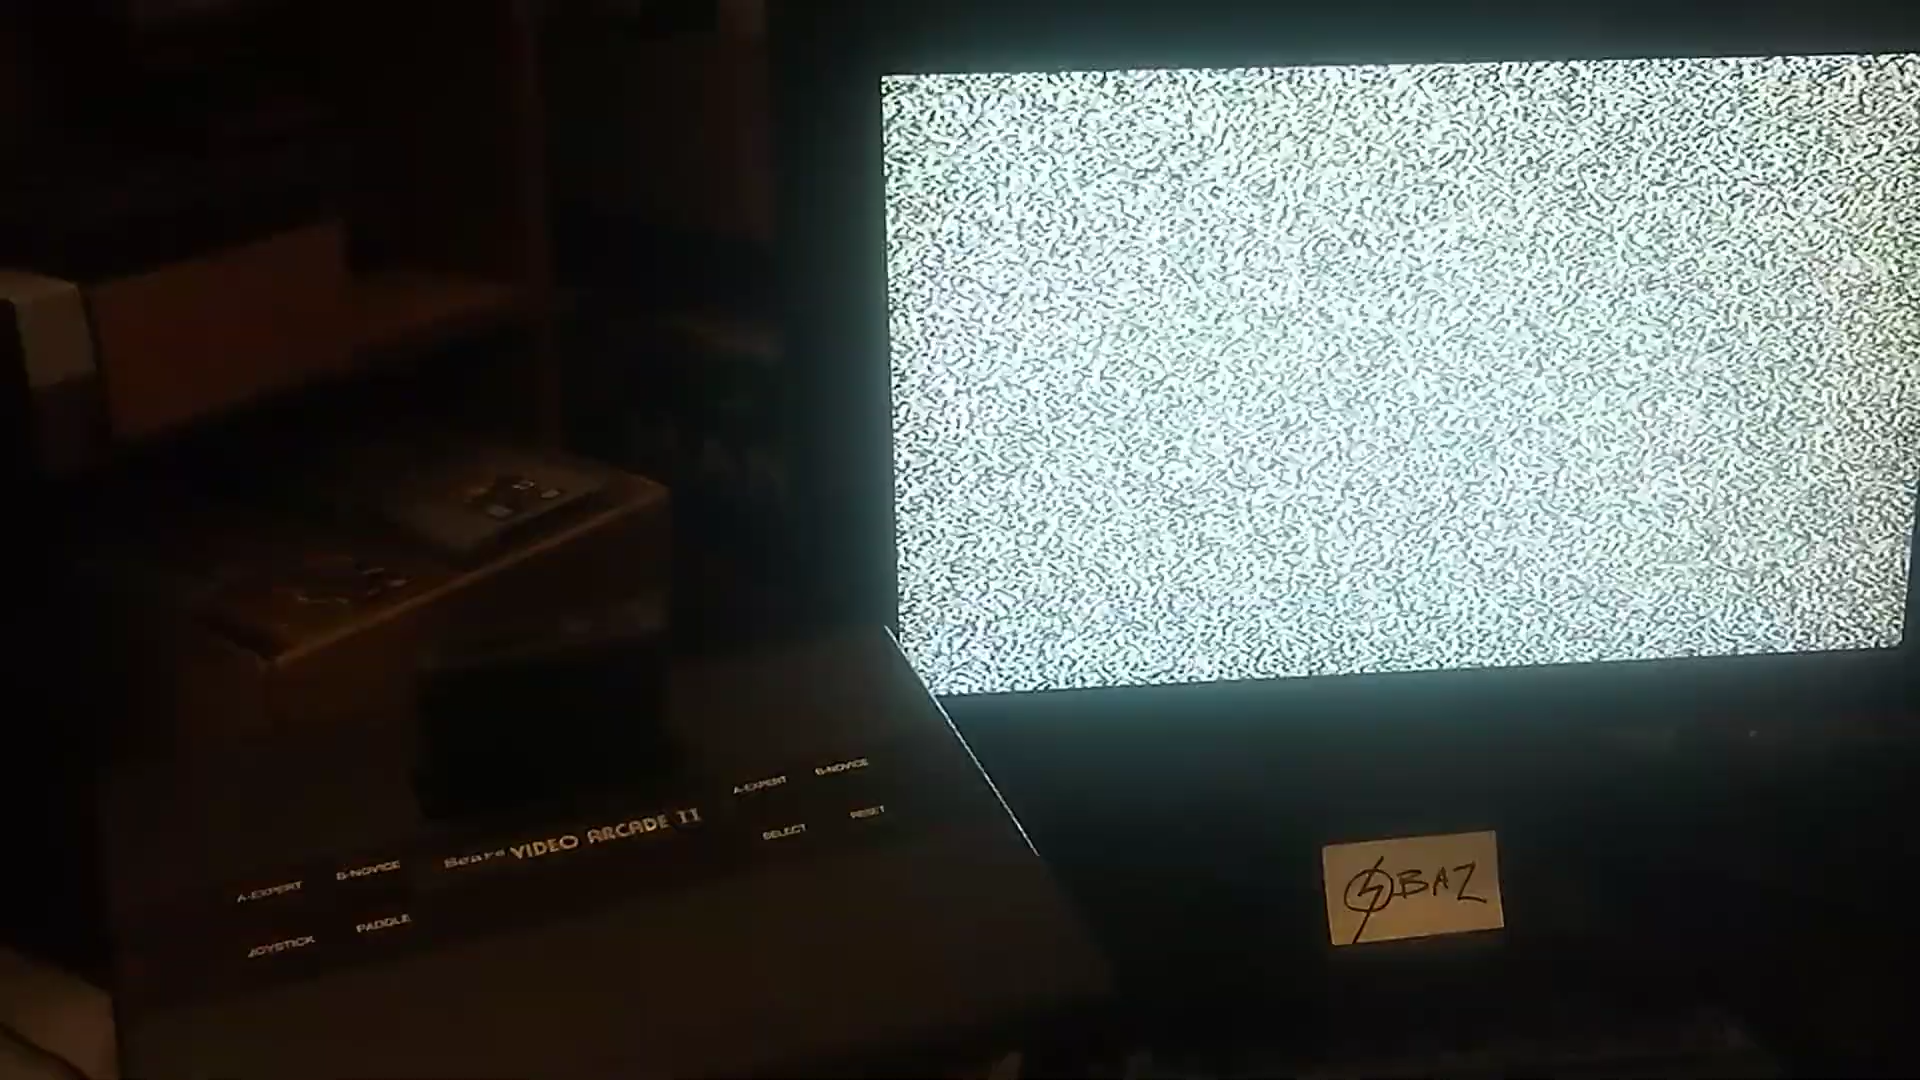 A-EXPERT B-NOVICE
SELECT RESET
Sears VIDEO ARCADE II
A-EXPERT B-NOVICE
JOYSTICK PADDLE
BAZ